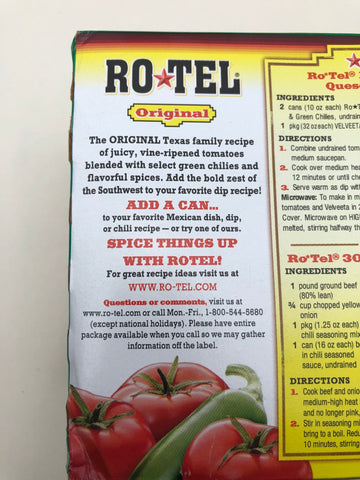 RO★TEL®
Original
The ORIGINAL Texas family recipe
of juicy, vine-ripened tomatoes
blended with select green chilies and
flavorful spices. Add the bold zest of
the Southwest to your favorite dip recipe!
ADD A CAN...
to your favorite Mexican dish, dip,
or chili recipe — or try one of ours.
SPICE THINGS UP
WITH ROTEL!
For great recipe ideas visit us at
WWW.RO-TEL.COM
Questions or comments, visit us at
www.ro-tel.com or call Mon.-Fri., 1-800-544-5680
(except national holidays). Please have entire
package available when you call so we may gather
information off the label.
Ro★Tel®
INGREDIENTS
2 cans (10 oz each) Ro★T
& Green Chilies, undrain
1 pkg (32 oz each) VELVEET
DIRECTIONS
1. Combine undrained tom
medium saucepan.
2. Cook over medium hea
12 minutes or until che
3. Serve warm as dip wit
Microwave: To make in m
tomatoes and Velveeta in 2
Cover. Microwave on HIG
melted, stirring halfway th
Ro★Tel® 30
INGREDIENTS
1 pound ground beef
(80% lean)
¾ cup chopped yellow
onion
1 pkg (1.25 oz each)
chili seasoning mix
1 can (16 oz each) be
in chili seasoned
sauce, undrained
DIRECTIONS
1. Cook beef and onio
medium-high heat
and no longer pink,
2. Stir in seasoning mi
bring to a boil. Redu
10 minutes, stirring